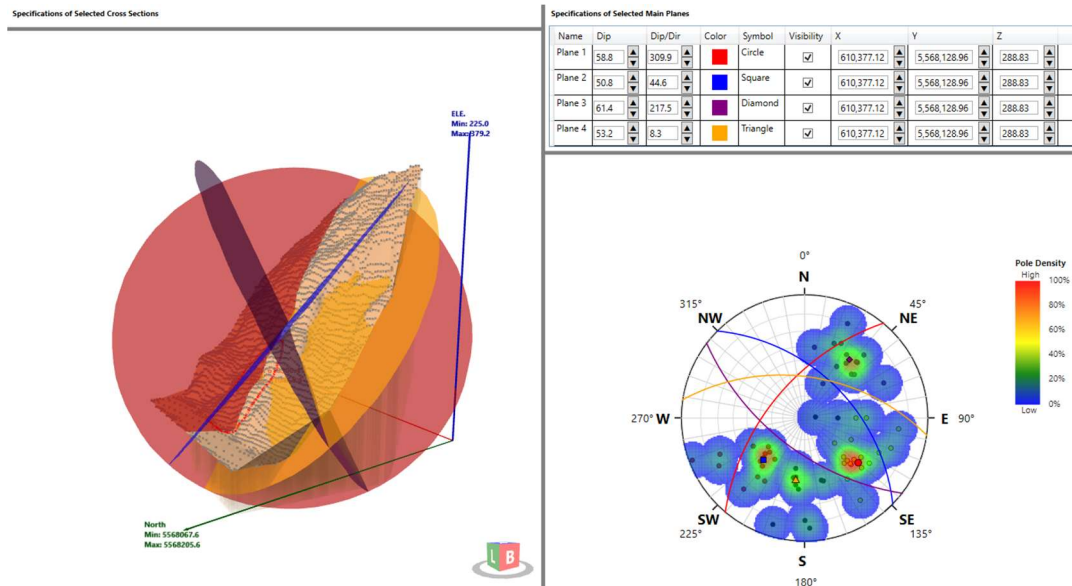 Specifications of Selected Cross Sections
ELE.
Min: 225.0
Max: 379.2
North
Min: 5568067.6
Max: 5568205.6
L B
Specifications of Selected Main Planes
Name Dip Dip/Dir Color Symbol Visibility X Y Z
Plane 1 58.8 309.9 Circle 610,377.12 5,568,128.96 288.83
Plane 2 50.8 44.6 Square 610,377.12 5,568,128.96 288.83
Plane 3 61.4 217.5 Diamond 610,377.12 5,568,128.96 288.83
Plane 4 53.2 8.3 Triangle 610,377.12 5,568,128.96 288.83
0°
N
315° 45°
NW NE
270° W E 90°
SW SE
225° 135°
S
180°
Pole Density
High 100%
80%
60%
40%
20%
Low 0%